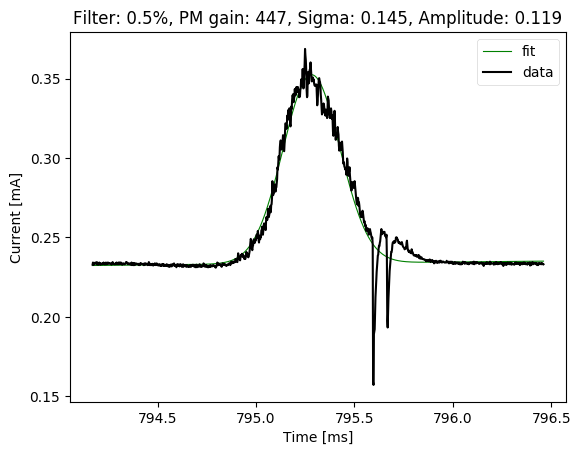 Filter: 0.5%, PM gain: 447, Sigma: 0.145, Amplitude: 0.119
fit
data
0.35
0.30
0.25
0.20
0.15
Current [mA]
794.5
795.0
795.5
796.0
796.5
Time [ms]